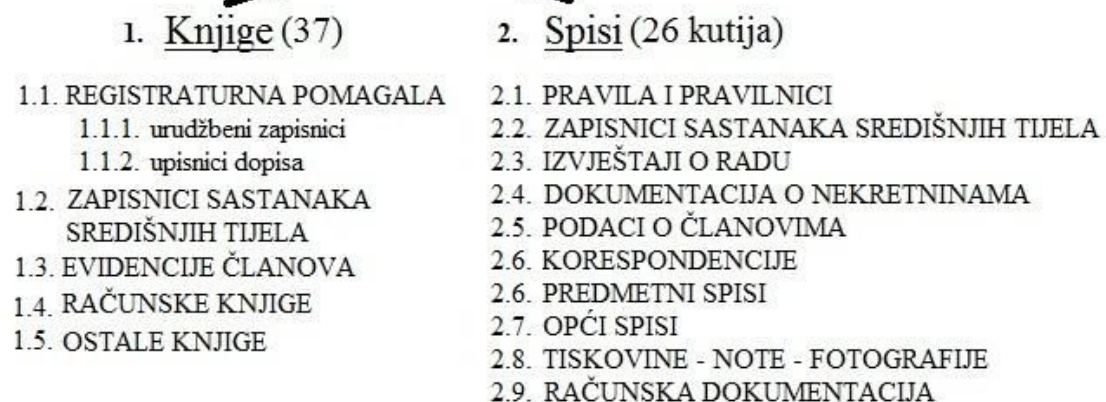 1. Knjige (37)
1.1. REGISTRATURNA POMAGALA
1.1.1. urudžbeni zapisnici
1.1.2. upisnici dopisa
1.2. ZAPISNICI SASTANAKA
SREDIŠNJIH TIJELA
1.3. EVIDENCIJE ČLANOVA
1.4. RAČUNSKE KNJIGE
1.5. OSTALE KNJIGE
2. Spisi (26 kutija)
2.1. PRAVILA I PRAVILNICI
2.2. ZAPISNICI SASTANAKA SREDIŠNJIH TIJELA
2.3. IZVJEŠTAJI O RADU
2.4. DOKUMENTACIJA O NEKRETNINAMA
2.5. PODACI O ČLANOVIMA
2.6. KORESPONDENCIJE
2.6. PREDMETNI SPISI
2.7. OPĆI SPISI
2.8. TISKOVINE - NOTE - FOTOGRAFIJE
2.9. RAČUNSKA DOKUMENTACIJA